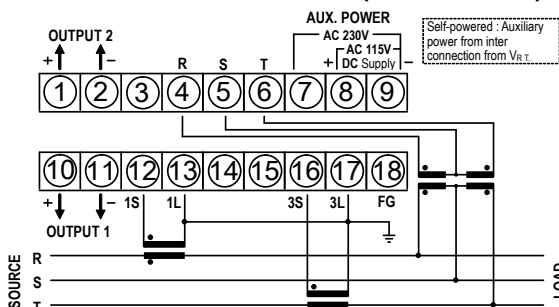 AUX. POWER
AC 230V
AC 115V
+ DC Supply –
Self-powered : Auxiliary
power from inter
connection from VR T.
OUTPUT 2
+ –
R S T
1 2 3 4 5 6 7 8 9
10 11 12 13 14 15 16 17 18
+ – 1S 1L 3S 3L FG
OUTPUT 1
SOURCE
R
S
T
LOAD